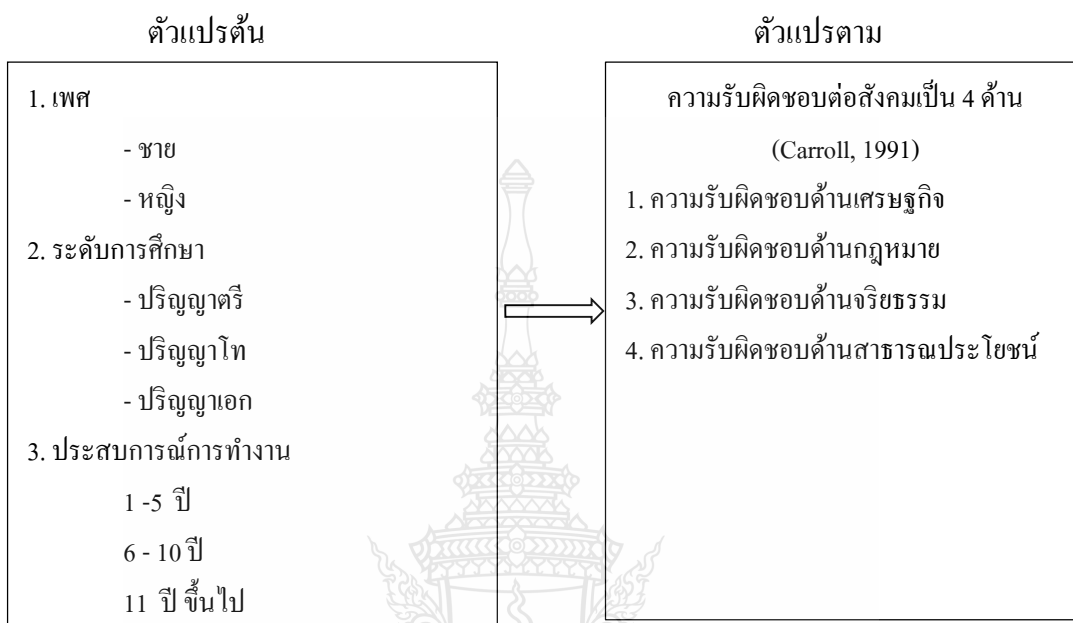 ตัวแปรต้น
1. เพศ
- ชาย
- หญิง
2. ระดับการศึกษา
- ปริญญาตรี
- ปริญญาโท
- ปริญญาเอก
3. ประสบการณ์การทำงาน
1 -5 ปี
6 - 10 ปี
11 ปี ขึ้นไป
ตัวแปรตาม
ความรับผิดชอบต่อสังคมเป็น 4 ด้าน
(Carroll, 1991)
1. ความรับผิดชอบด้านเศรษฐกิจ
2. ความรับผิดชอบด้านกฎหมาย
3. ความรับผิดชอบด้านจริยธรรม
4. ความรับผิดชอบด้านสาธารณประโยชน์